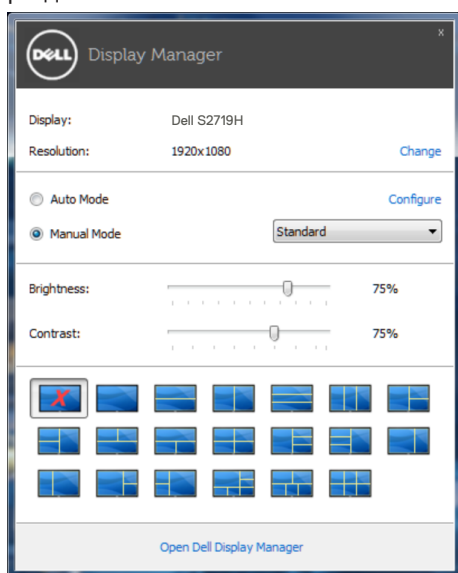 DELL Display Manager
x
Display: Dell S2719H
Resolution: 1920x1080 Change
Auto Mode Configure
Manual Mode Standard
Brightness: 75%
Contrast: 75%
Open Dell Display Manager